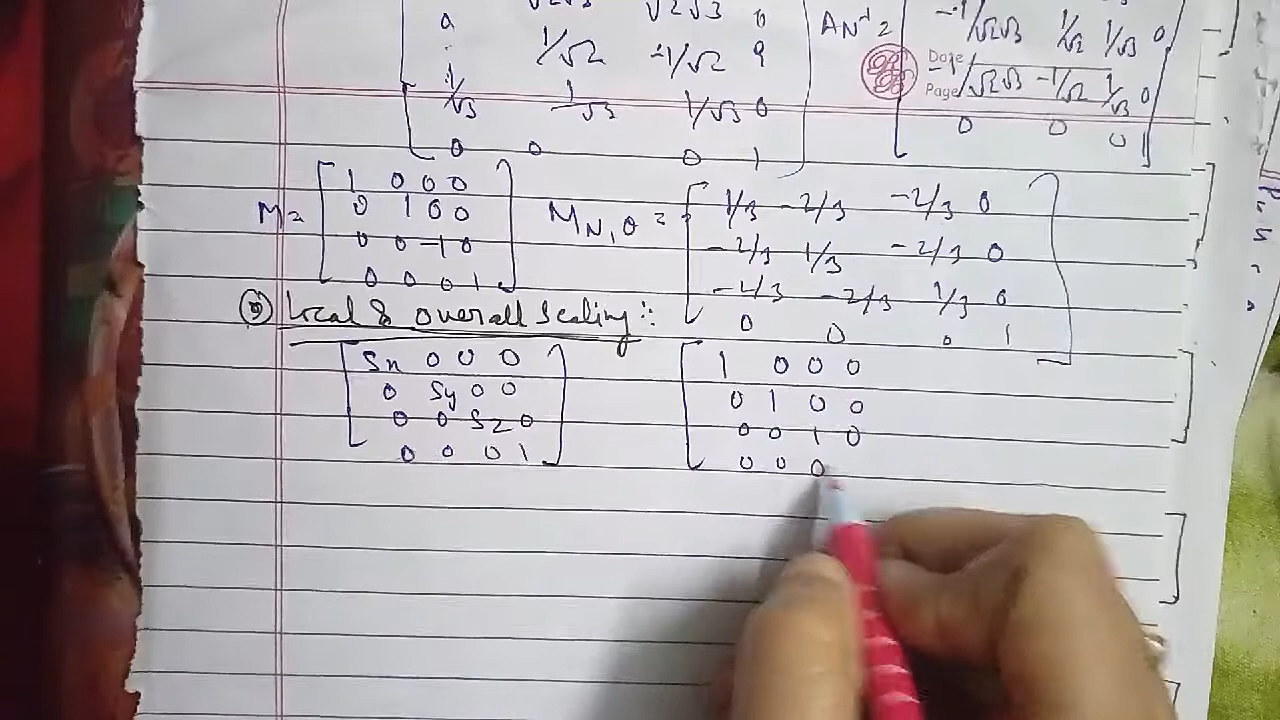 √2√3 √2√3 0
a 1/√2 -1/√2 0
1/√3 1/√3 1/√3 0
0 0 0 1
AN⁻¹ =
-1/√2√3 1/√2 1/√3 0
-1/√2√3 -1/√2 1/√3 0
0 0 0 1
Date
Page
M =
1 0 0 0
0 1 0 0
0 0 -1 0
0 0 0 1
M N,0 =
1/3 -2/3 -2/3 0
-2/3 1/3 -2/3 0
-2/3 -2/3 1/3 0
0 0 0 1
Local & overall Scaling :-
Sx 0 0 0
0 Sy 0 0
0 0 Sz 0
0 0 0 1
1 0 0 0
0 1 0 0
0 0 1 0
0 0 0